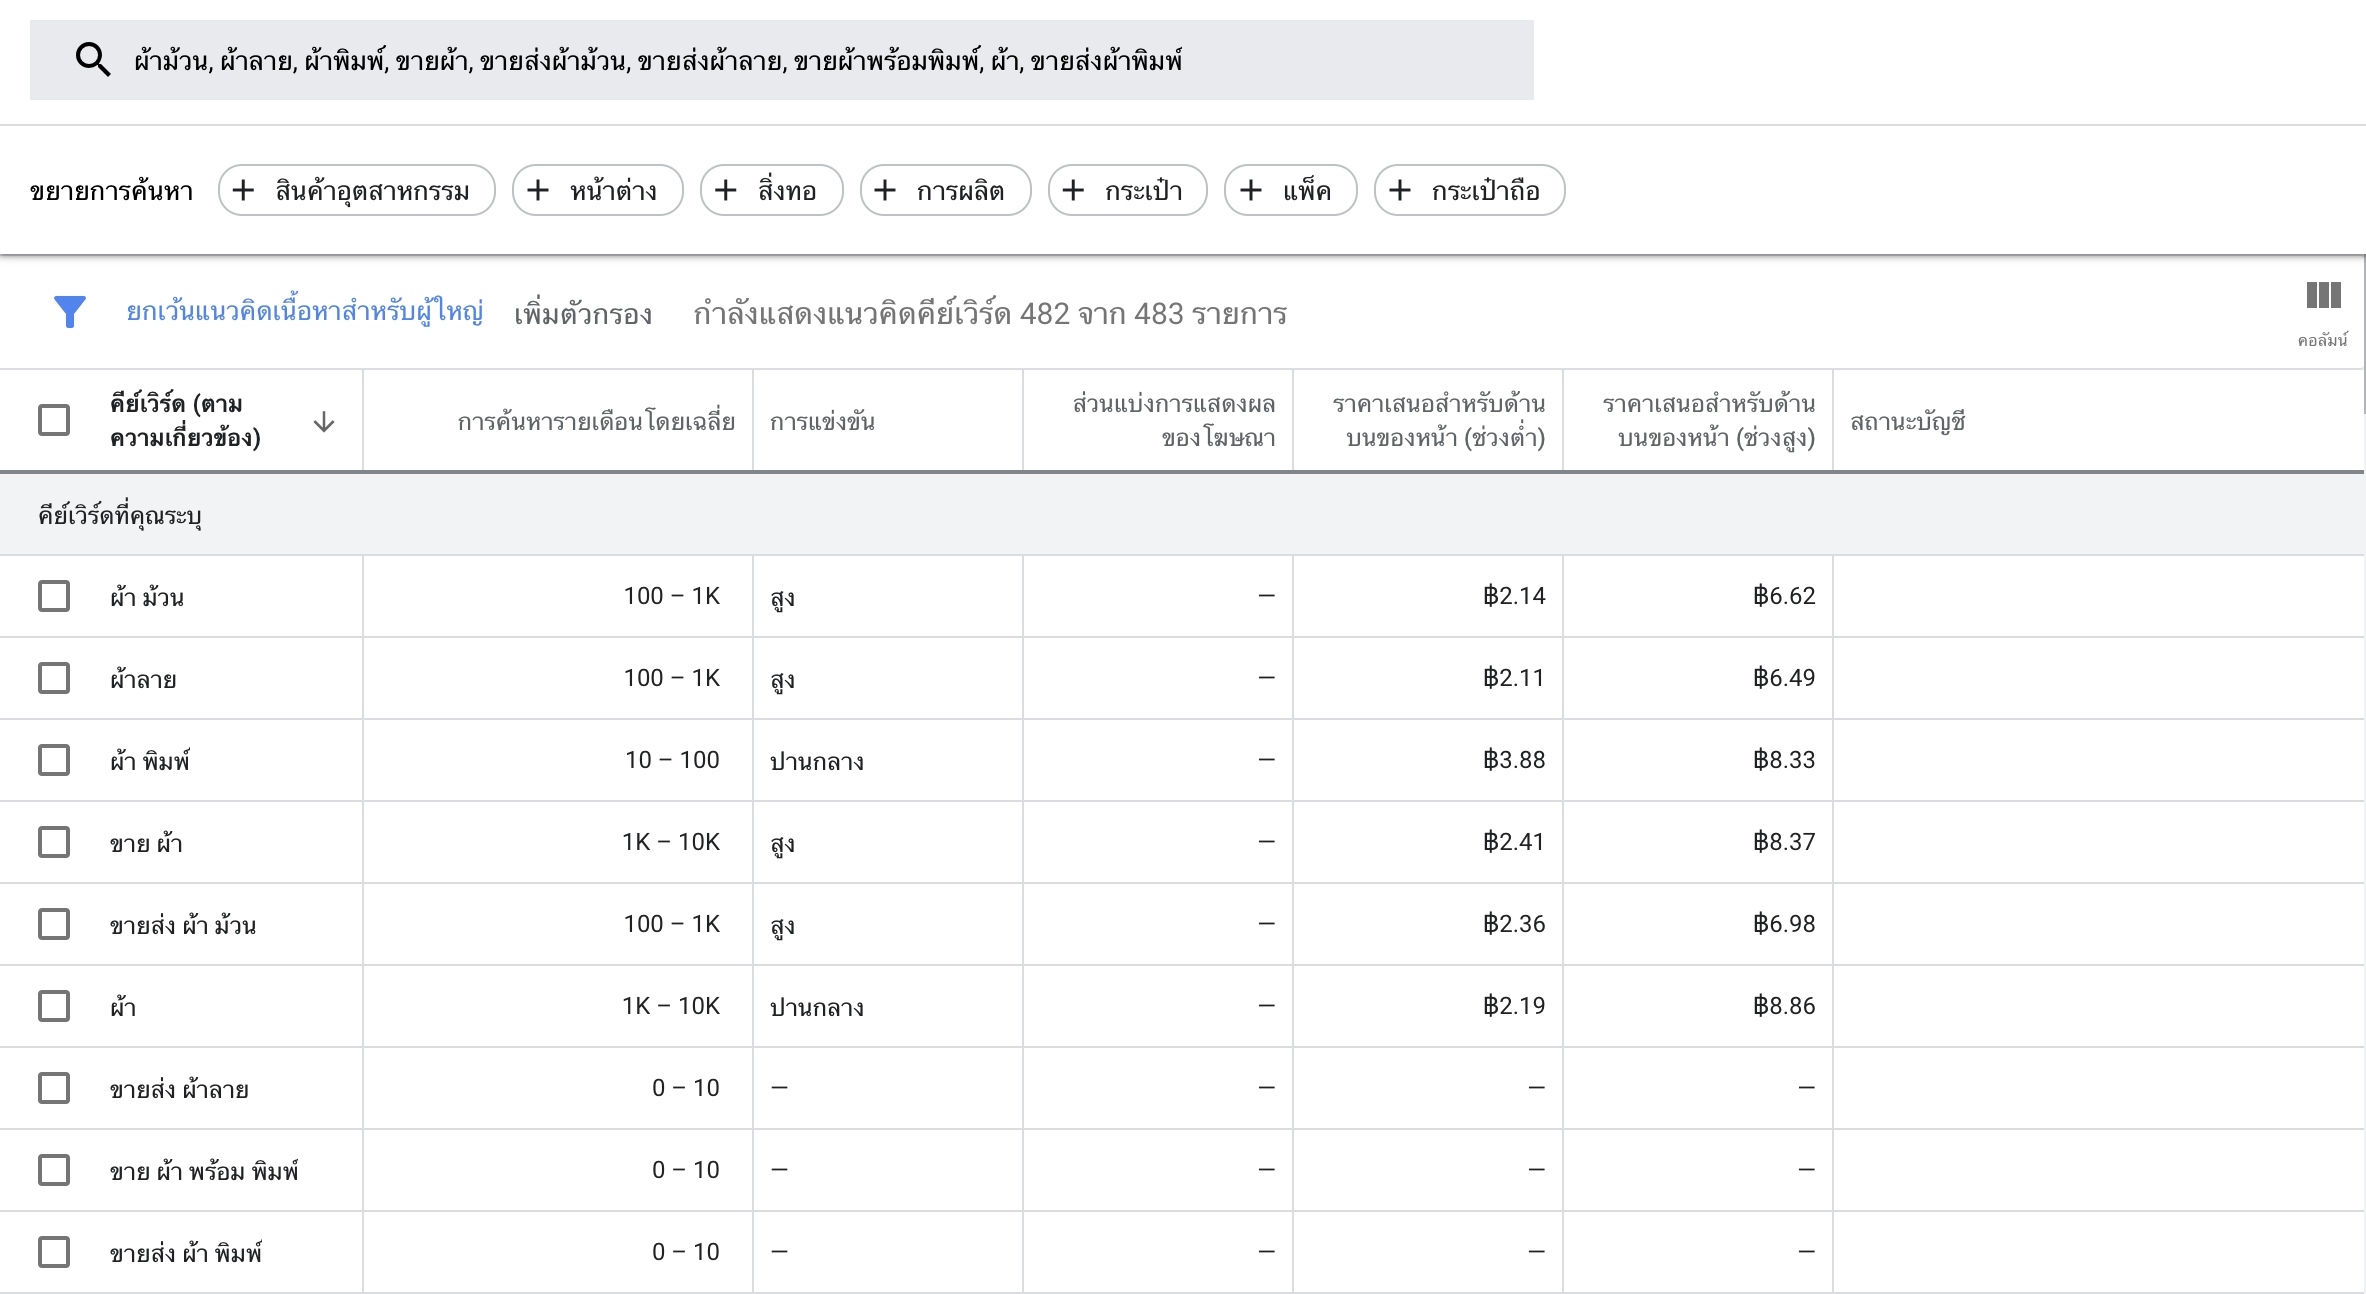 ผ้าม้วน, ผ้าลาย, ผ้าพิมพ์, ขายผ้า, ขายส่งผ้าม้วน, ขายส่งผ้าลาย, ขายผ้าพร้อมพิมพ์, ผ้า, ขายส่งผ้าพิมพ์
ขยายการค้นหา + สินค้าอุตสาหกรรม + หน้าต่าง + สิ่งทอ + การผลิต + กระเป๋า + แพ็ค + กระเป๋าถือ
ยกเว้นแนวคิดเนื้อหาสำหรับผู้ใหญ่ เพิ่มตัวกรอง กำลังแสดงแนวคิดคีย์เวิร์ด 482 จาก 483 รายการ
คอลัมน์
คีย์เวิร์ด (ตาม
ความเกี่ยวข้อง)
การค้นหารายเดือนโดยเฉลี่ย
การแข่งขัน
ส่วนแบ่งการแสดงผล
ของโฆษณา
ราคาเสนอสำหรับด้าน
บนของหน้า (ช่วงต่ำ)
ราคาเสนอสำหรับด้าน
บนของหน้า (ช่วงสูง)
สถานะบัญชี
คีย์เวิร์ดที่คุณระบุ
ผ้า ม้วน 100 – 1K สูง — ฿2.14 ฿6.62
ผ้าลาย 100 – 1K สูง — ฿2.11 ฿6.49
ผ้า พิมพ์ 10 – 100 ปานกลาง — ฿3.88 ฿8.33
ขาย ผ้า 1K – 10K สูง — ฿2.41 ฿8.37
ขายส่ง ผ้า ม้วน 100 – 1K สูง — ฿2.36 ฿6.98
ผ้า 1K – 10K ปานกลาง — ฿2.19 ฿8.86
ขายส่ง ผ้าลาย 0 – 10 — — — —
ขาย ผ้า พร้อม พิมพ์ 0 – 10 — — — —
ขายส่ง ผ้า พิมพ์ 0 – 10 — — — —